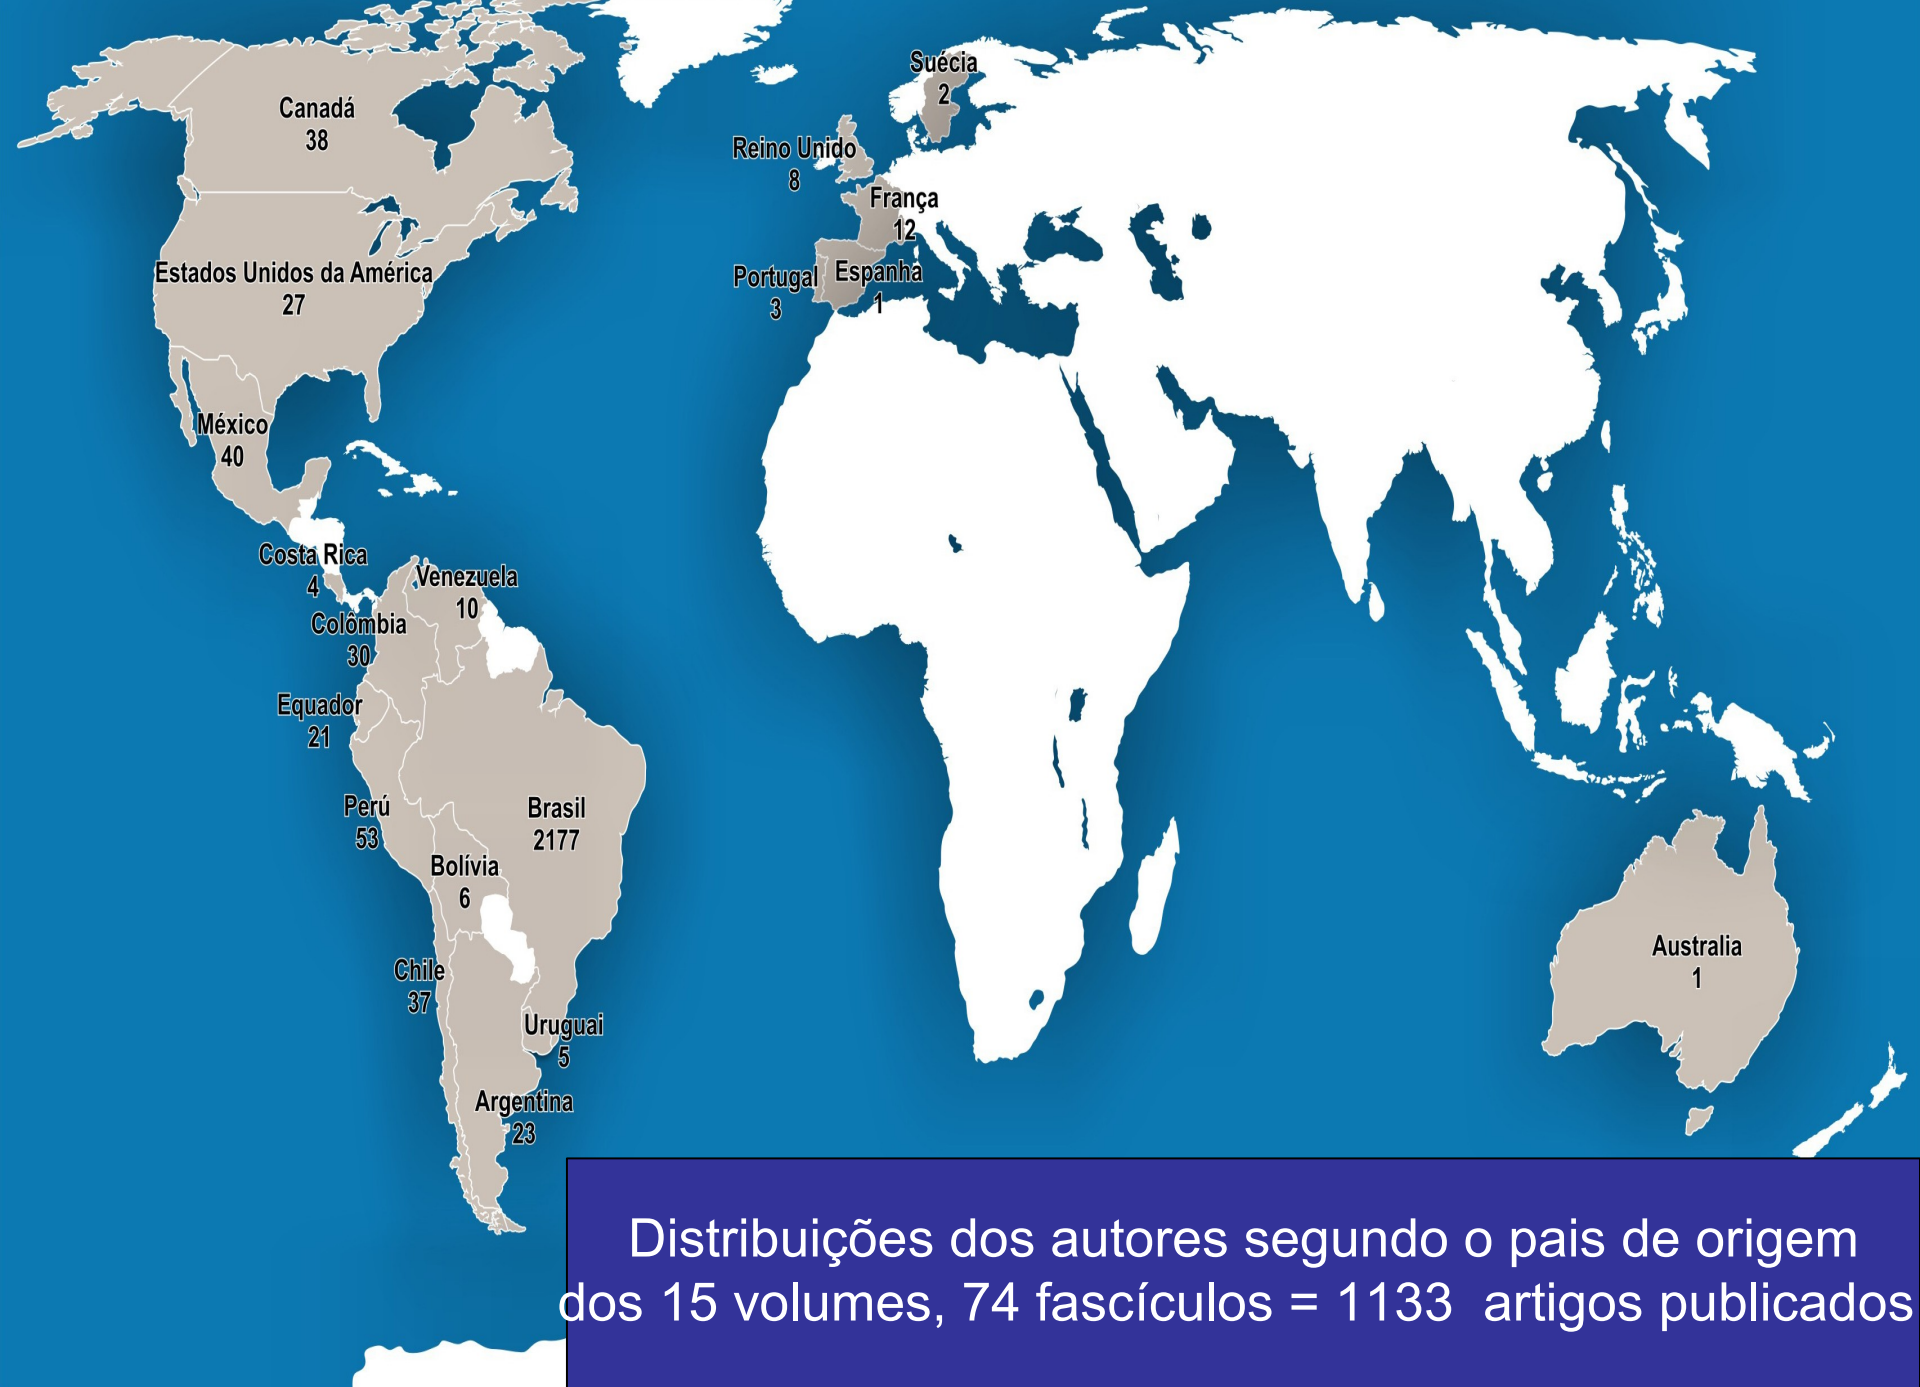 Suécia
2
Canadá
38
Reino Unido
8
França
12
Estados Unidos da América
27
Portugal
3
Espanha
1
México
40
Costa Rica
4
Venezuela
10
Colômbia
30
Equador
21
Perú
53
Brasil
2177
Bolívia
6
Australia
1
Chile
37
Uruguai
5
Argentina
23
Distribuições dos autores segundo o pais de origem
dos 15 volumes, 74 fascículos = 1133 artigos publicados